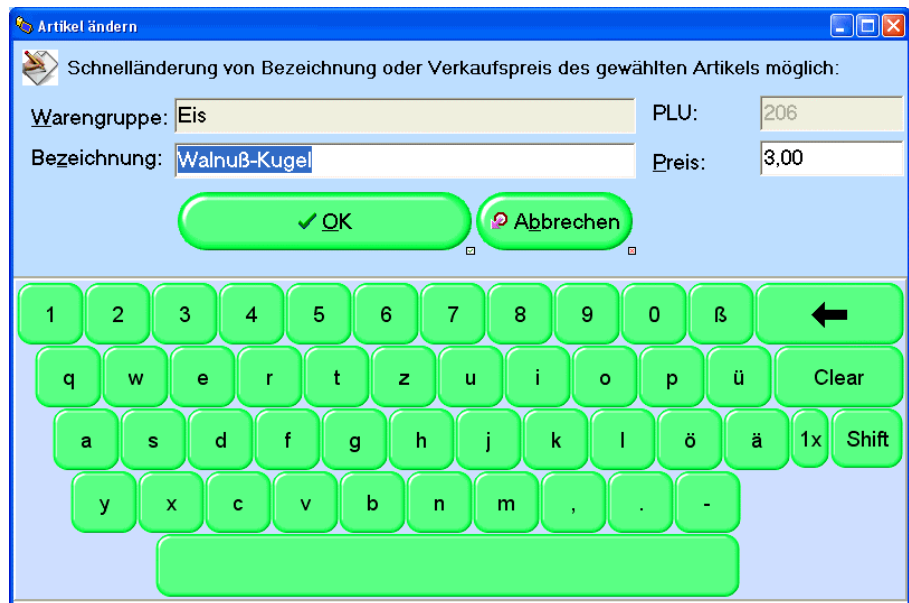 Artikel ändern
Schnelländerung von Bezeichnung oder Verkaufspreis des gewählten Artikels möglich:
Warengruppe: Eis PLU: 206
Bezeichnung: Walnuß-Kugel Preis: 3,00
OK Abbrechen
1 2 3 4 5 6 7 8 9 0 ß
q w e r t z u i o p ü Clear
a s d f g h j k l ö ä 1x Shift
y x c v b n m , . -